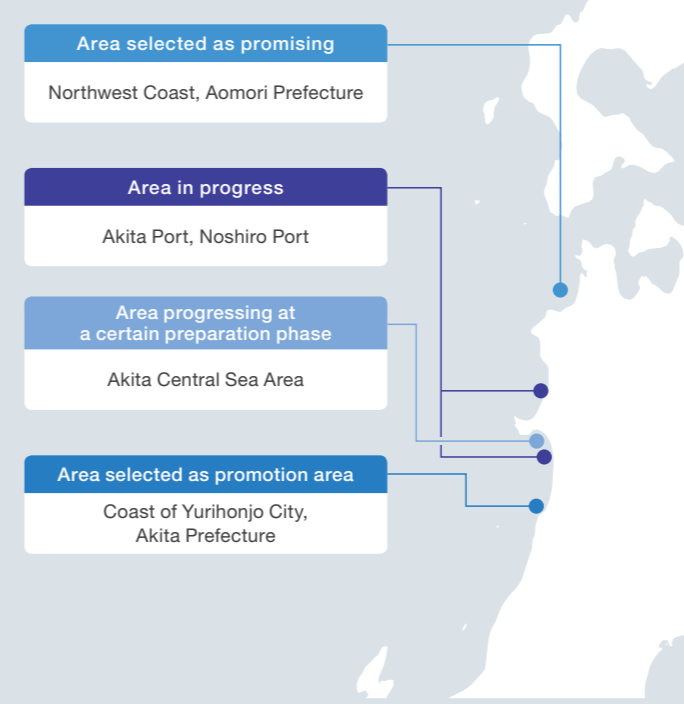 Area selected as promising
Northwest Coast, Aomori Prefecture
Area in progress
Akita Port, Noshiro Port
Area progressing at
a certain preparation phase
Akita Central Sea Area
Area selected as promotion area
Coast of Yurihonjo City,
Akita Prefecture